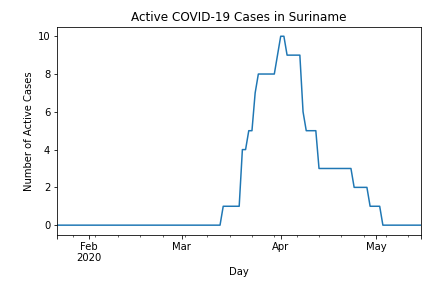 Active COVID-19 Cases in Suriname
10
8
6
4
2
0
Number of Active Cases
Feb
2020
Mar
Apr
May
Day